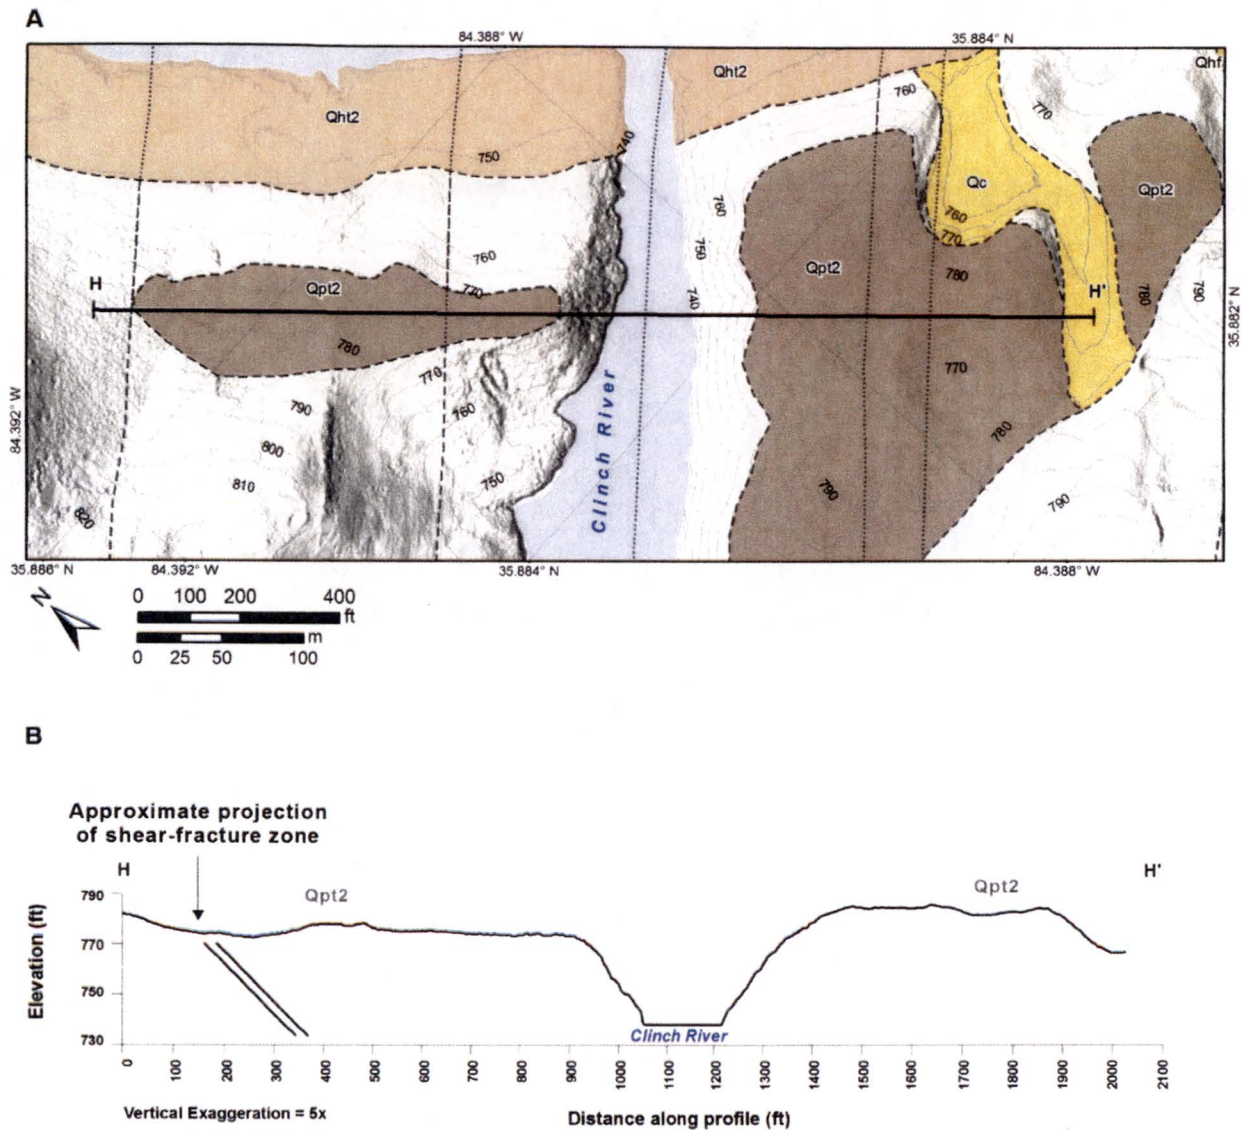 A
84.388° W
35.884° N
Qht2
Qht2
Qhf
760
770
740
750
Qc
Qpt2
760
760
750
760
770
780
H
Qpt2
770
Qpt2
740
H'
780
790
35.882° N
780
770
770
790
760
780
84.392° W
800
810
750
790
790
820
Clinch River
35.886° N
84.392° W
35.884° N
84.388° W
N
0 100 200 400
ft
m
0 25 50 100
B
Approximate projection
of shear-fracture zone
H
H'
Qpt2
Qpt2
790
770
750
730
Elevation (ft)
Clinch River
0 100 200 300 400 500 600 700 800 900 1000 1100 1200 1300 1400 1500 1600 1700 1800 1900 2000 2100
Vertical Exaggeration = 5x
Distance along profile (ft)